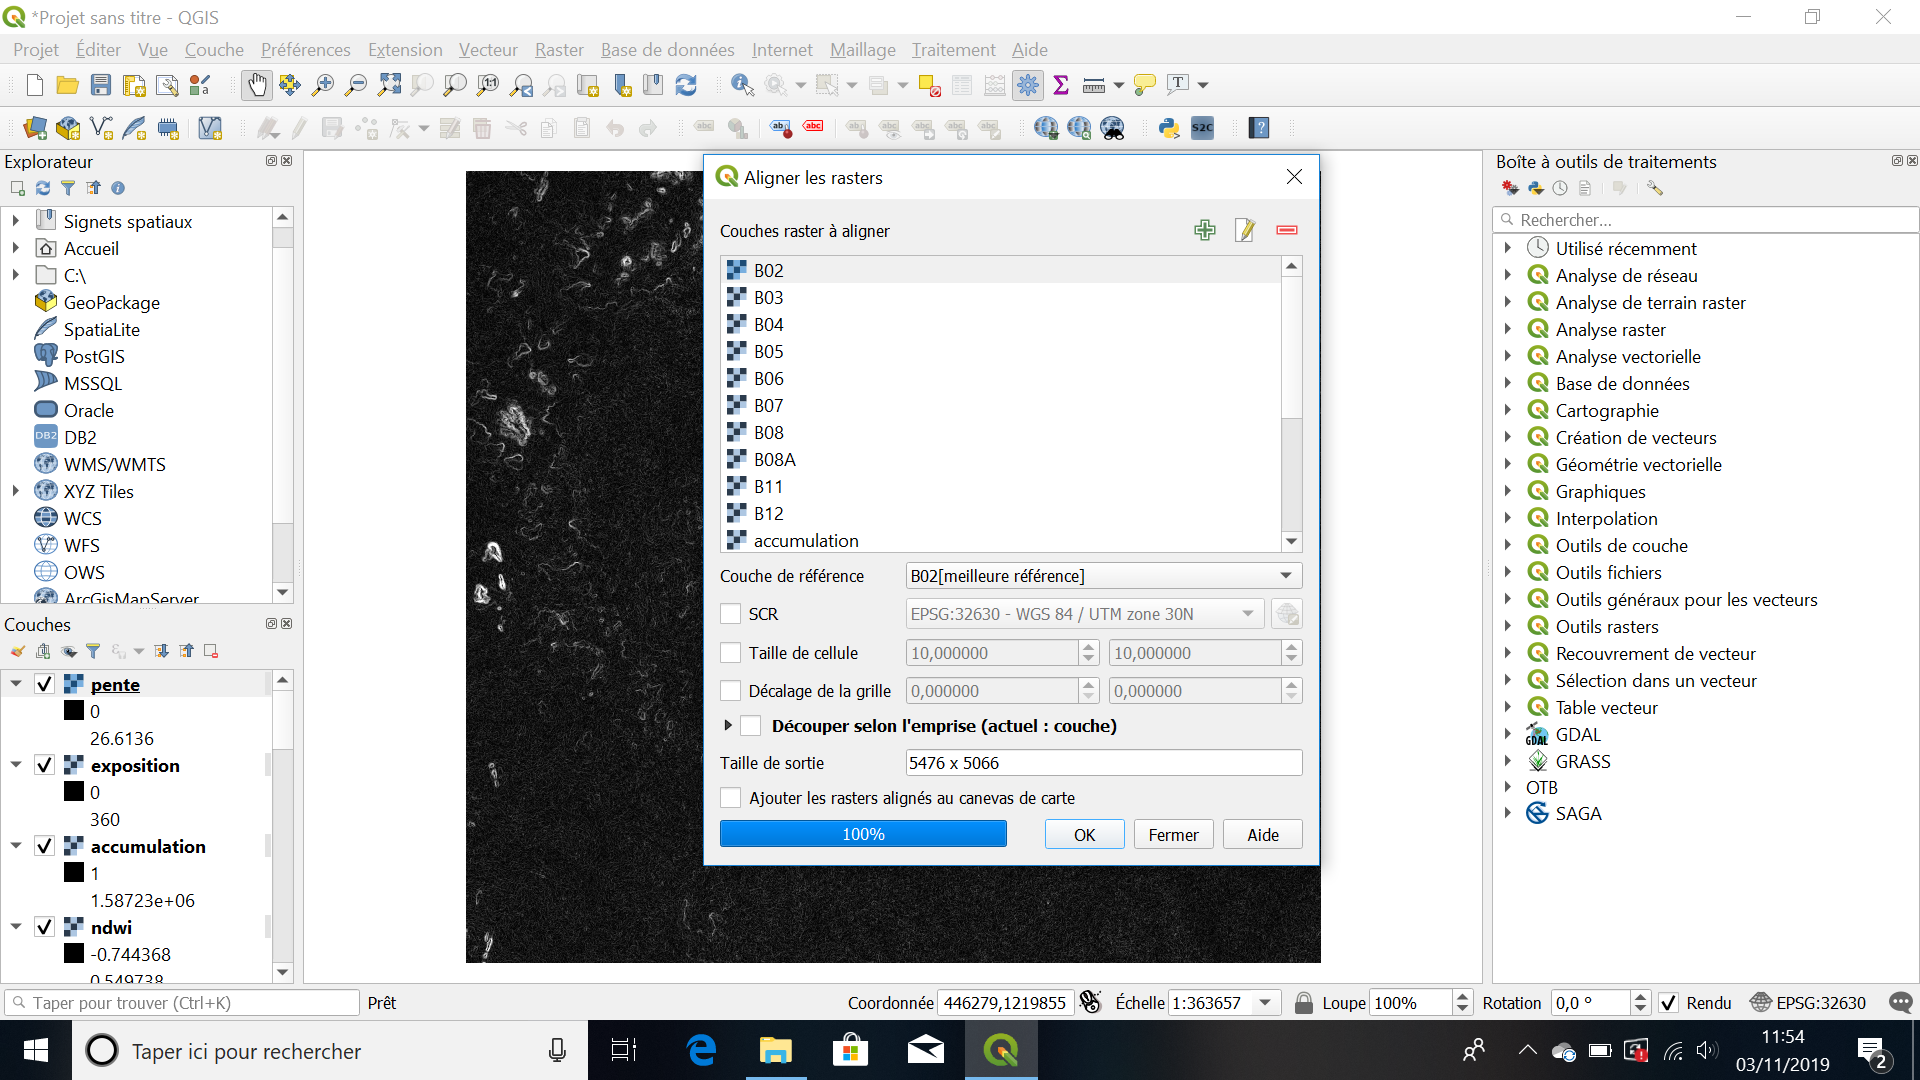 *Projet sans titre - QGIS
Projet Éditer Vue Couche Préférences Extension Vecteur Raster Base de données Internet Maillage Traitement Aide
Explorateur
Signets spatiaux
Accueil
C:\
GeoPackage
SpatiaLite
PostGIS
MSSQL
Oracle
DB2
WMS/WMTS
XYZ Tiles
WCS
WFS
OWS
ArcGisMapServer
Couches
pente
0
26.6136
exposition
0
360
accumulation
1
1.58723e+06
ndwi
-0.744368
0.549738
Aligner les rasters
Couches raster à aligner
B02
B03
B04
B05
B06
B07
B08
B08A
B11
B12
accumulation
Couche de référence B02[meilleure référence]
SCR EPSG:32630 - WGS 84 / UTM zone 30N
Taille de cellule 10,000000 10,000000
Décalage de la grille 0,000000 0,000000
Découper selon l'emprise (actuel : couche)
Taille de sortie 5476 x 5066
Ajouter les rasters alignés au canevas de carte
100% OK Fermer Aide
Boîte à outils de traitements
Rechercher...
Utilisé récemment
Analyse de réseau
Analyse de terrain raster
Analyse raster
Analyse vectorielle
Base de données
Cartographie
Création de vecteurs
Géométrie vectorielle
Graphiques
Interpolation
Outils de couche
Outils fichiers
Outils généraux pour les vecteurs
Outils rasters
Recouvrement de vecteur
Sélection dans un vecteur
Table vecteur
GDAL
GRASS
OTB
SAGA
Taper pour trouver (Ctrl+K) Prêt Coordonnée 446279,1219855 Échelle 1:363657 Loupe 100% Rotation 0,0 ° Rendu EPSG:32630
Taper ici pour rechercher
11:54
03/11/2019
2